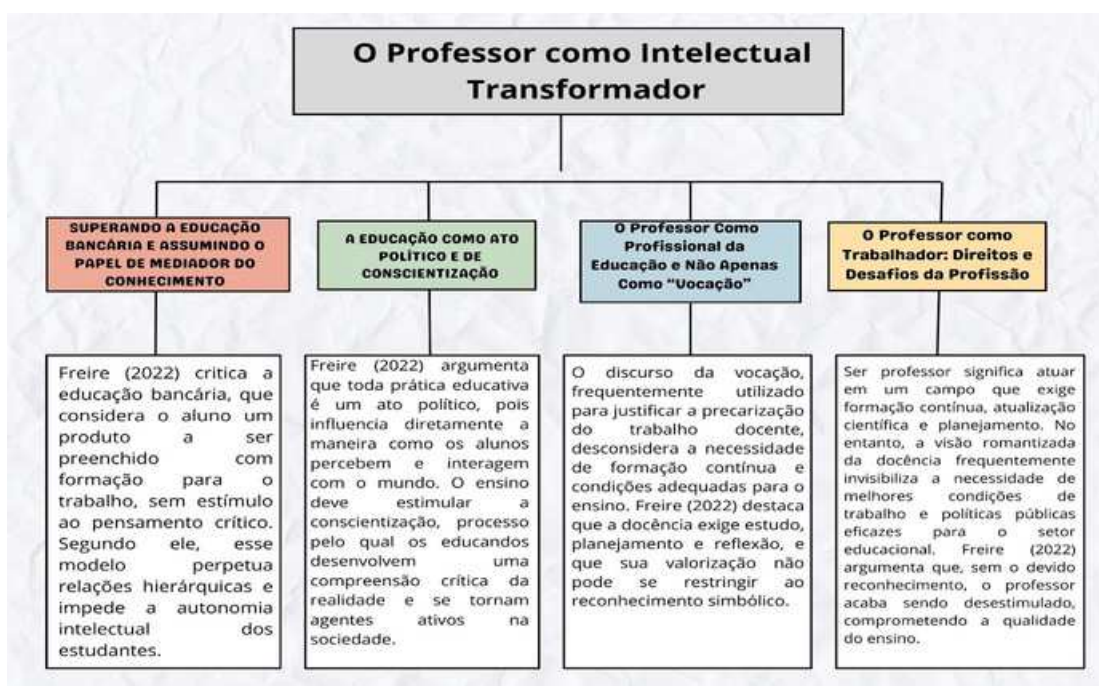 O Professor como Intelectual
Transformador
SUPERANDO A EDUCAÇÃO
BANCÁRIA E ASSUMINDO O
PAPEL DE MEDIADOR DO
CONHECIMENTO
Freire (2022) critica a
educação bancária, que
considera o aluno um
produto a ser
preenchido com
formação para o
trabalho, sem estímulo
ao pensamento crítico.
Segundo ele, esse
modelo perpetua
relações hierárquicas e
impede a autonomia
intelectual dos
estudantes.
A EDUCAÇÃO COMO ATO
POLÍTICO E DE
CONSCIENTIZAÇÃO
Freire (2022) argumenta
que toda prática educativa
é um ato político, pois
influencia diretamente a
maneira como os alunos
percebem e interagem
com o mundo. O ensino
deve estimular a
conscientização, processo
pelo qual os educandos
desenvolvem uma
compreensão crítica da
realidade e se tornam
agentes ativos na
sociedade.
O Professor Como
Profissional da
Educação e Não Apenas
Como "Vocação"
O discurso da vocação,
frequentemente utilizado
para justificar a precarização
do trabalho docente,
desconsidera a necessidade
de formação contínua e
condições adequadas para o
ensino. Freire (2022) destaca
que a docência exige estudo,
planejamento e reflexão, e
que sua valorização não
pode se restringir ao
reconhecimento simbólico.
O Professor como
Trabalhador: Direitos e
Desafios da Profissão
Ser professor significa atuar
em um campo que exige
formação contínua, atualização
científica e planejamento. No
entanto, a visão romantizada
da docência frequentemente
invisibiliza a necessidade de
melhores condições de
trabalho e políticas públicas
eficazes para o setor
educacional. Freire (2022)
argumenta que, sem o devido
reconhecimento, o professor
acaba sendo desestimulado,
comprometendo a qualidade
do ensino.